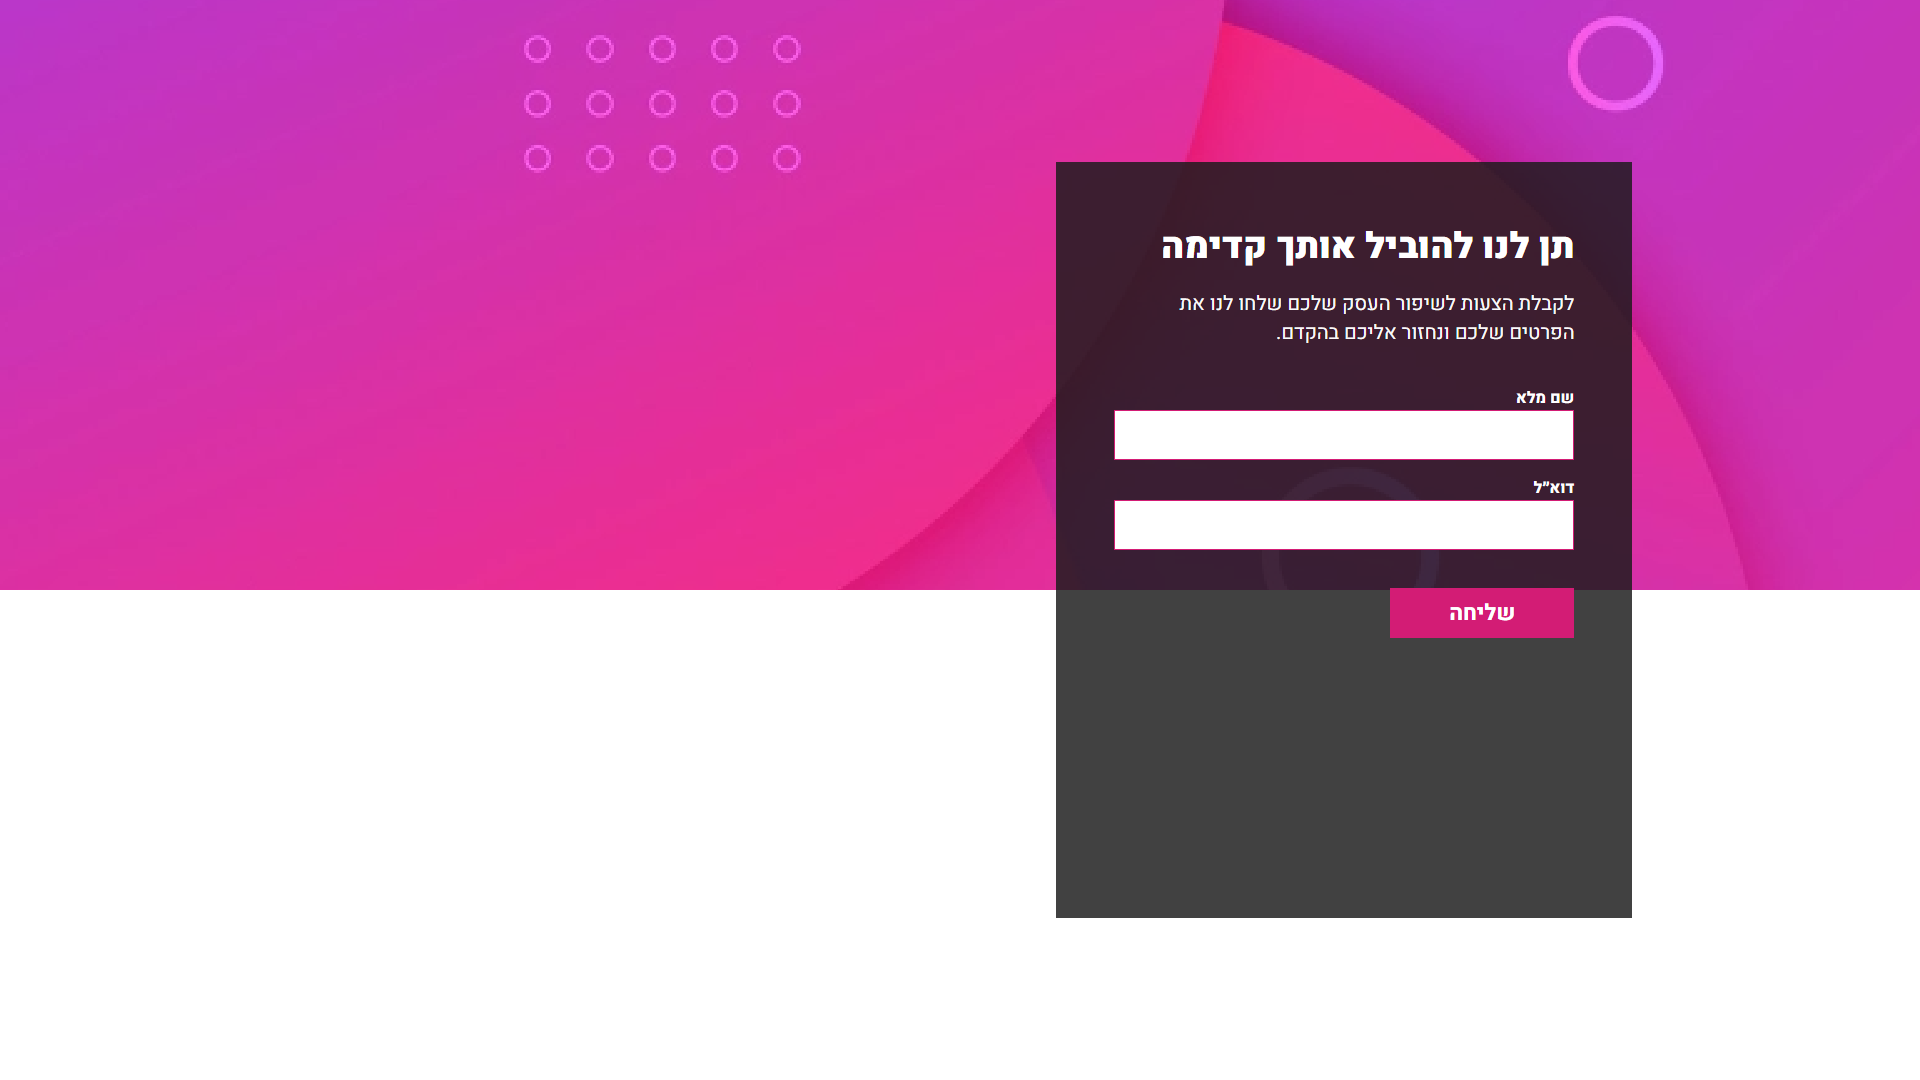 תן לנו להוביל אותך קדימה
לקבלת הצעות לשיפור העסק שלכם שלחו לנו את
הפרטים שלכם ונחזור אליכם בהקדם.
שם מלא
דוא״ל
שליחה